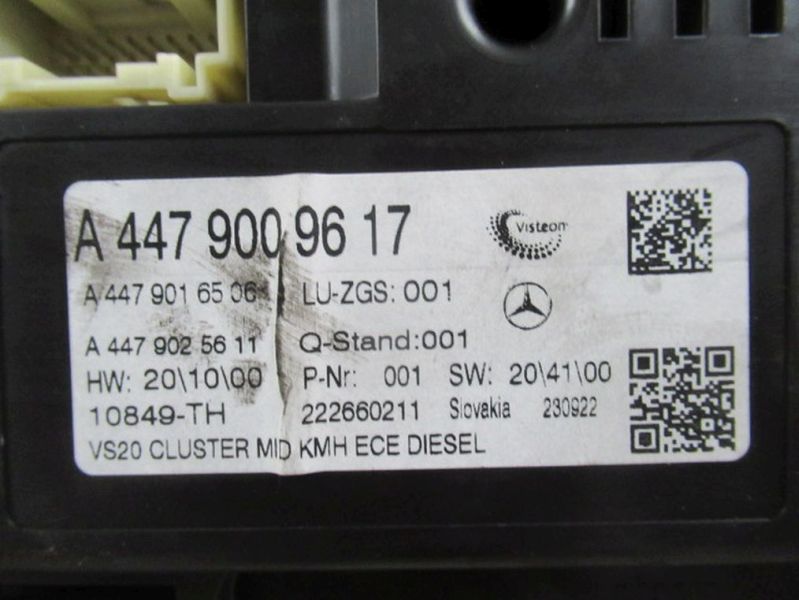 A 447 900 96 17
Visteon
A 447 901 65 06 LU-ZGS: 001
A 447 902 56 11 Q-Stand:001
HW: 20\10\00 P-Nr: 001 SW: 20\41\00
10849-TH 222660211 Slovakia 230922
VS20 CLUSTER MID KMH ECE DIESEL